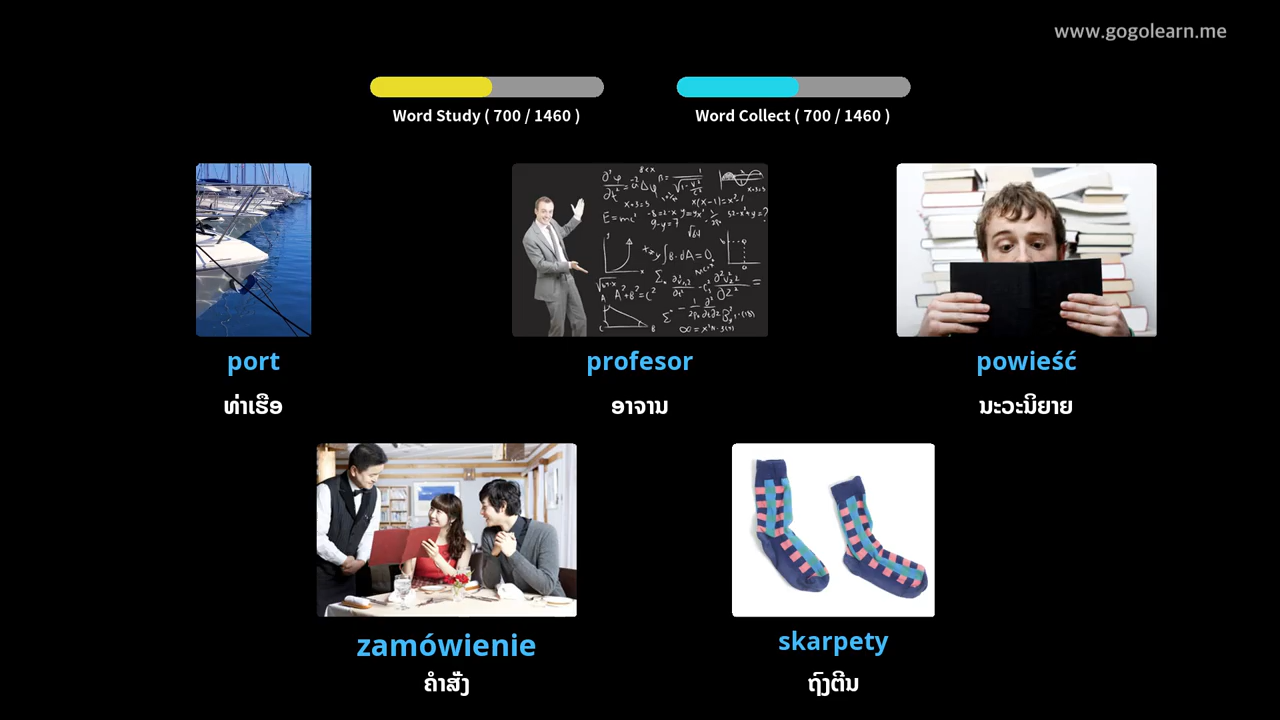 www.gogolearn.me
Word Study ( 700 / 1460 )
Word Collect ( 700 / 1460 )
port
profesor
powieść
ທ່າເຮືອ
ອາຈານ
ນະວະນິຍາຍ
zamówienie
skarpety
ຄຳສັ່ງ
ຖົງຕີນ